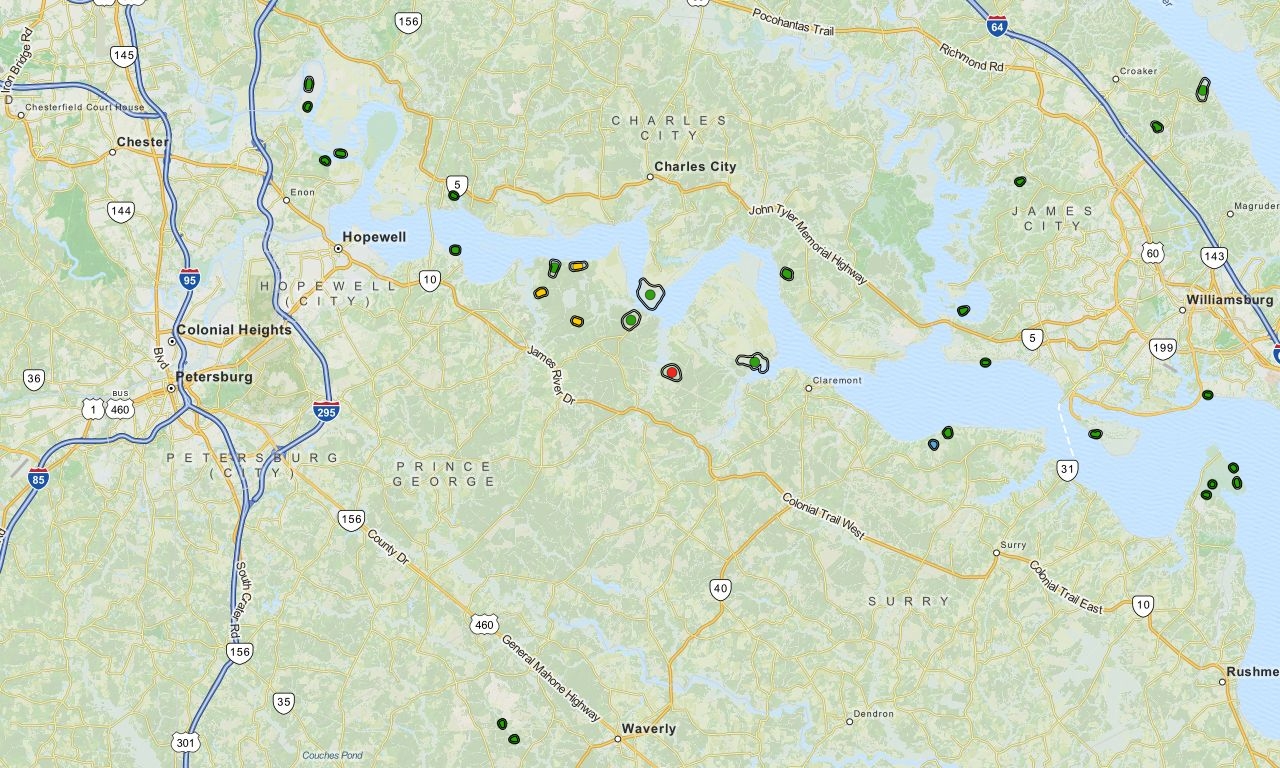 156
Pocohantas Trail
64
145
Iron Bridge Rd
Richmond Rd
Croaker
D
Chesterfield Court House
CHARLES
CITY
Chester
Charles City
5
Enon
144
John Tyler Memorial Highway
JAMES
CITY
Magruder
Hopewell
60
143
95
10
HOPEWELL
(CITY)
Williamsburg
Colonial Heights
5
199
Blvd
James River Dr
36
Petersburg
Claremont
BUS
1
460
295
PETERSBURG
(CITY)
PRINCE
GEORGE
31
85
Colonial Trail West
156
County Dr
Surry
South Crater Rd
Colonial Trail East
40
SURRY
10
460
General Mahone Highway
156
Rushme
35
Dendron
Waverly
301
Couches Pond